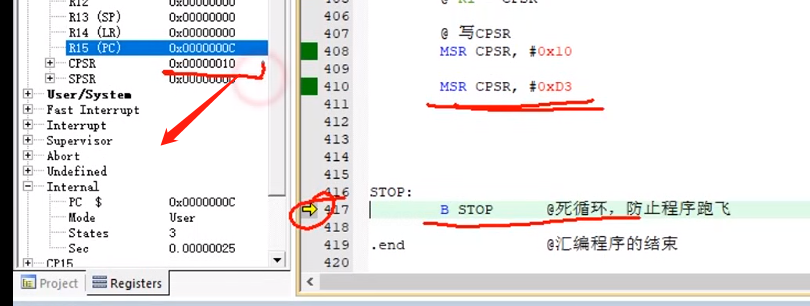 R12 0x00000000
R13 (SP) 0x00000000
R14 (LR) 0x00000000
R15 (PC) 0x0000000C
CPSR 0x00000010
SPSR 0x00000000
User/System
Fast Interrupt
Interrupt
Supervisor
Abort
Undefined
Internal
PC $ 0x0000000C
Mode User
States 3
Sec 0.00000025
CP15
Project Registers
406
407 @ 写CPSR
408 MSR CPSR, #0x10
409
410 MSR CPSR, #0xD3
411
412
413
414
415
416 STOP:
417 B STOP @死循环，防止程序跑飞
418
419 .end @汇编程序的结束
420